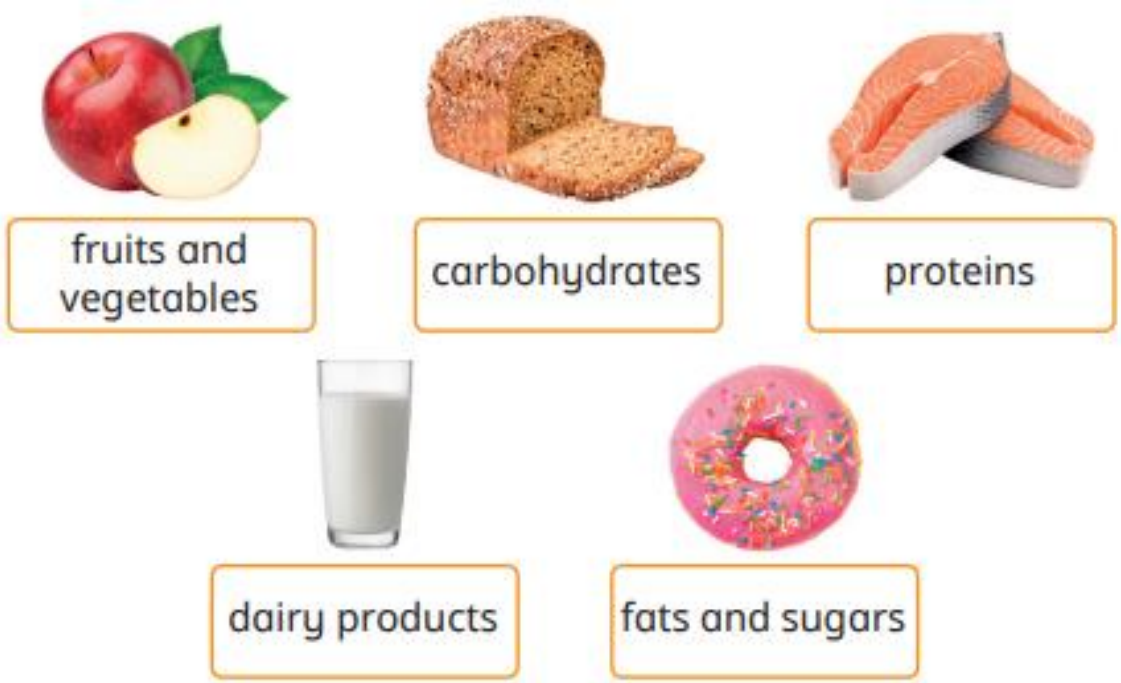 fruits and
vegetables
carbohydrates
proteins
dairy products
fats and sugars